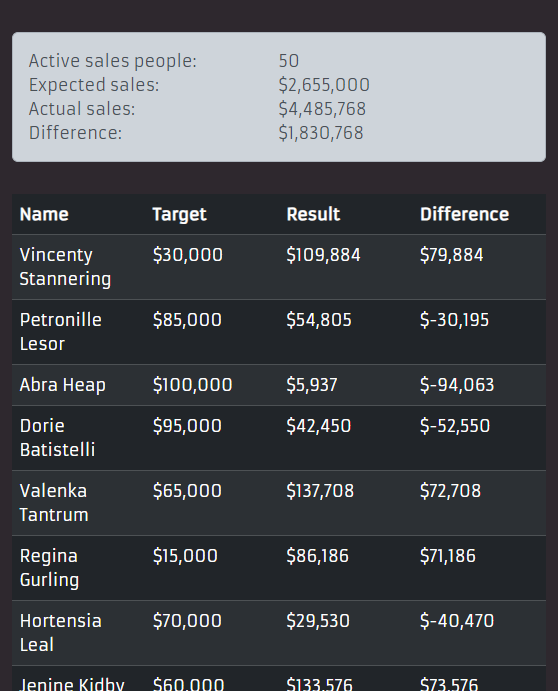 Active sales people: 50
Expected sales: $2,655,000
Actual sales: $4,485,768
Difference: $1,830,768
Name Target Result Difference
Vincenty Stannering $30,000 $109,884 $79,884
Petronille Lesor $85,000 $54,805 $-30,195
Abra Heap $100,000 $5,937 $-94,063
Dorie Batistelli $95,000 $42,450 $-52,550
Valenka Tantrum $65,000 $137,708 $72,708
Regina Gurling $15,000 $86,186 $71,186
Hortensia Leal $70,000 $29,530 $-40,470
Jenine Kidby $60,000 $133,576 $73,576